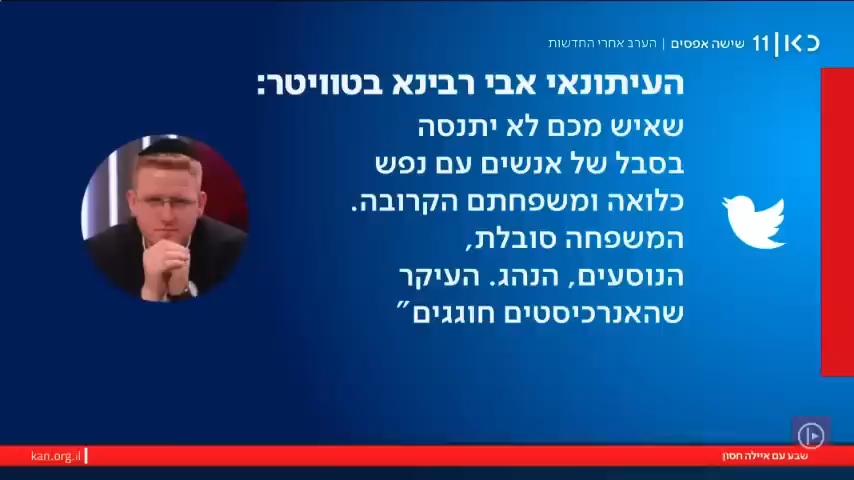 כאן 11 שישה אפסים | הערב אחרי החדשות
העיתונאי אבי רבינא בטוויטר:
שאיש מכם לא יתנסה
בסבל של אנשים עם נפש
כלואה ומשפחתם הקרובה.
המשפחה סובלת,
הנוסעים, הנהג. העיקר
שהאנרכיסטים חוגגים"
שבע עם איילה חסון
kan.org.il